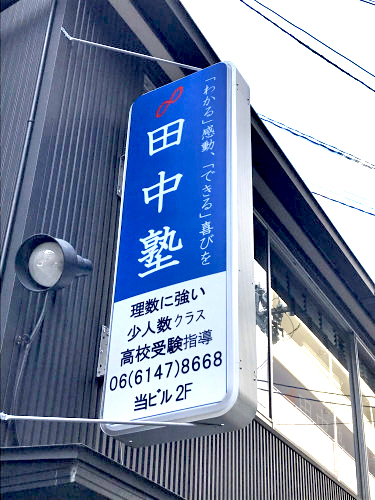 「わかる」感動、「できる」喜びを
田中塾
理数に強い
少人数クラス
高校受験指導
06(6147)8668
当ビル2F